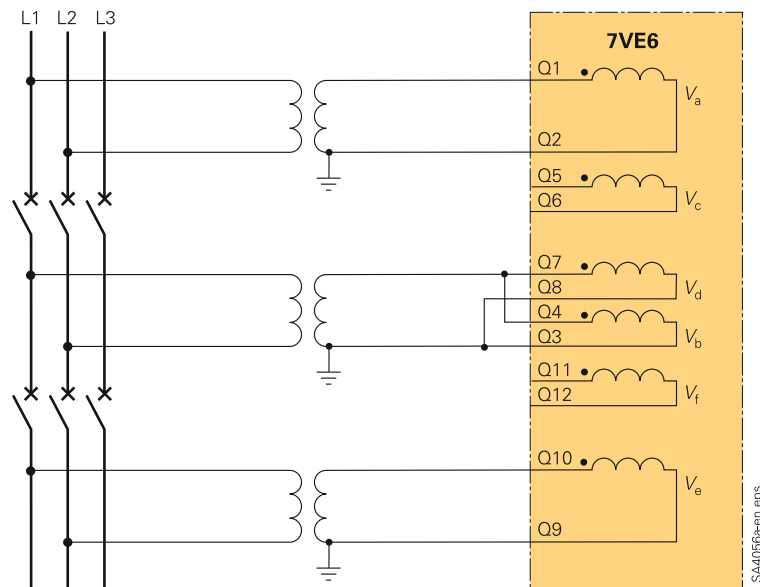 L1 L2 L3
7VE6
Q1
Va
Q2
Q5
Q6
Vc
Q7
Q8
Vd
Q4
Q3
Vb
Q11
Q12
Vf
Q10
Ve
Q9
SA4056a-en.eps